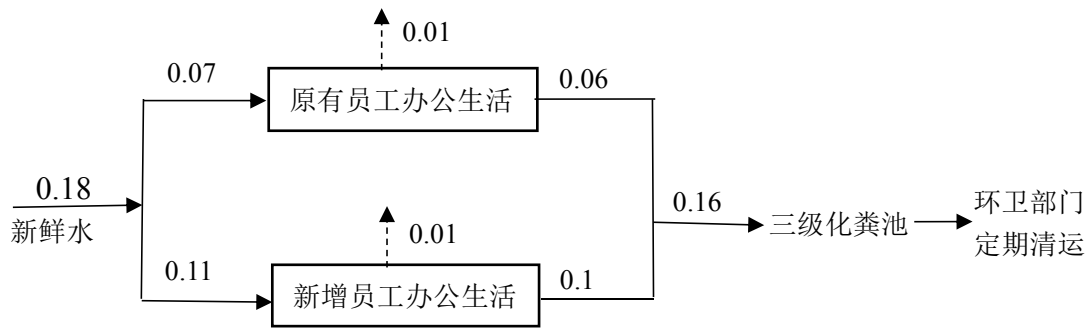 0.01
0.07
原有员工办公生活
0.06
0.18
新鲜水
0.16
三级化粪池
环卫部门
定期清运
0.01
0.11
新增员工办公生活
0.1